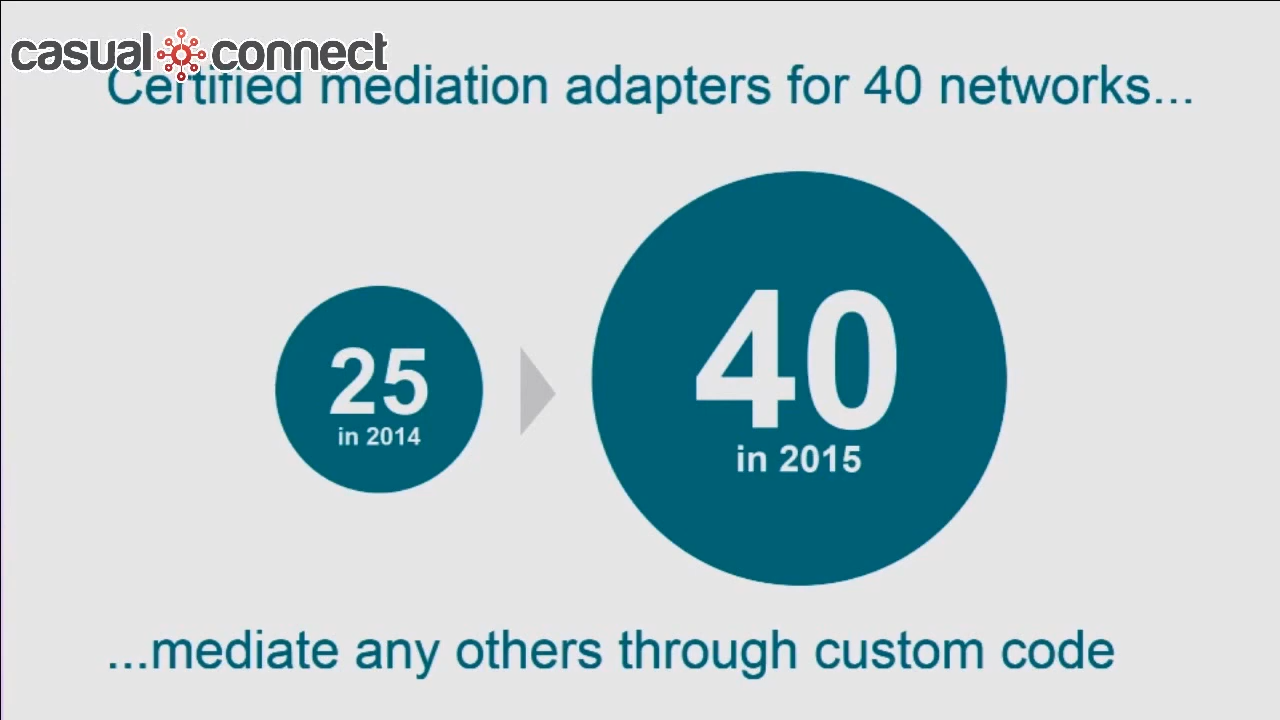 casual connect
Certified mediation adapters for 40 networks...
25
in 2014
40
in 2015
...mediate any others through custom code